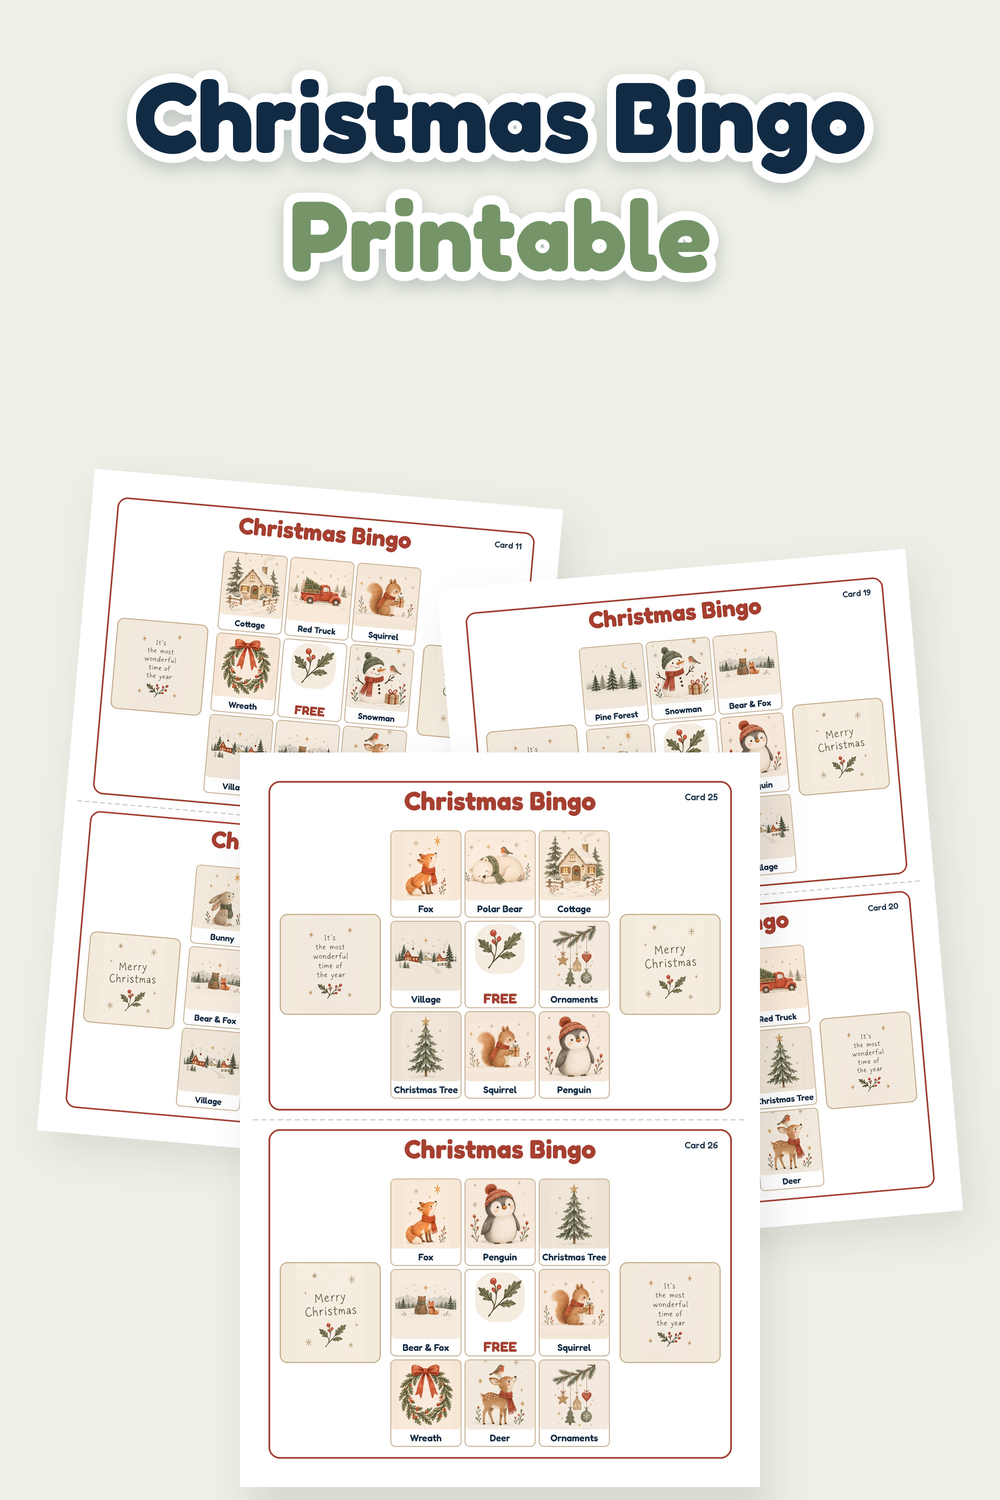 Christmas Bingo
Printable
Christmas Bingo
Card 11
Cottage
Red Truck
Squirrel
It's
the most
wonderful
time of
the year
Wreath
FREE
Snowman
Bunny
Merry
Christmas
Bear & Fox
Village
Christmas Bingo
Card 19
Pine Forest
Snowman
Bear & Fox
Merry
Christmas
Card 20
Red Truck
It's
the most
wonderful
time of
the year
Christmas Tree
Deer
Christmas Bingo
Card 25
Fox
Polar Bear
Cottage
It's
the most
wonderful
time of
the year
Village
FREE
Ornaments
Merry
Christmas
Christmas Tree
Squirrel
Penguin
Christmas Bingo
Card 26
Fox
Penguin
Christmas Tree
Merry
Christmas
Bear & Fox
FREE
Squirrel
It's
the most
wonderful
time of
the year
Wreath
Deer
Ornaments